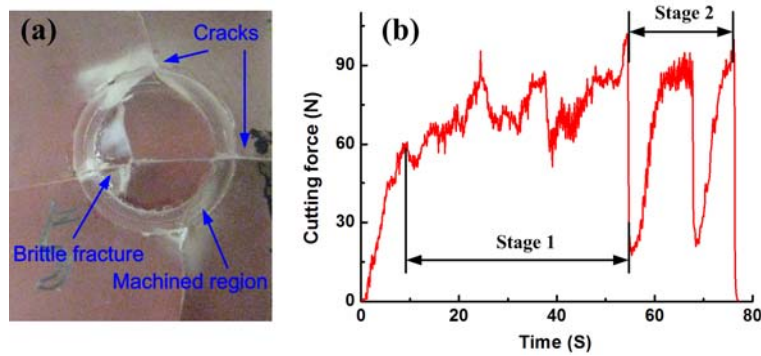 (a)
Cracks
Brittle fracture
Machined region
(b)
Stage 2
Stage 1
Cutting force (N)
90
60
30
0
0
20
40
60
80
Time (S)